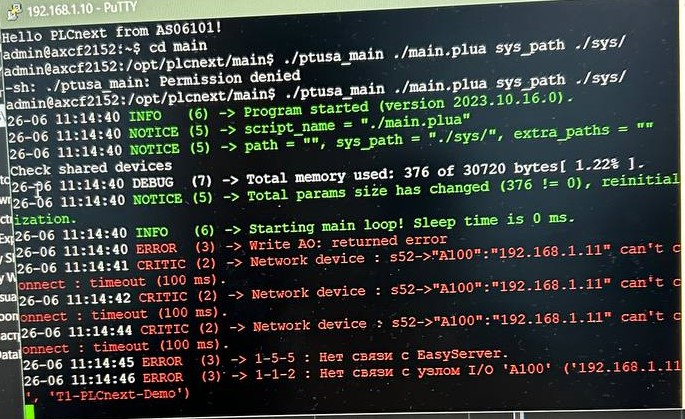 192.168.1.10 - PuTTY
Hello PLCnext from AS06101!
admin@axcf2152:~$ cd main
admin@axcf2152:/opt/plcnext/main$ ./ptusa_main ./main.plua sys_path ./sys/
-sh: ./ptusa_main: Permission denied
admin@axcf2152:/opt/plcnext/main$ ./ptusa_main ./main.plua sys_path ./sys/
26-06 11:14:40 INFO (6) -> Program started (version 2023.10.16.0).
26-06 11:14:40 NOTICE (5) -> script_name = "./main.plua"
26-06 11:14:40 NOTICE (5) -> path = "", sys_path = "./sys/", extra_paths = ""
Check shared devices
26-06 11:14:40 DEBUG (7) -> Total memory used: 376 of 30720 bytes[ 1.22% ].
26-06 11:14:40 NOTICE (5) -> Total params size has changed (376 != 0), reinitial
ization.
26-06 11:14:40 INFO (6) -> Starting main loop! Sleep time is 0 ms.
26-06 11:14:40 ERROR (3) -> Write AO: returned error
26-06 11:14:41 CRITIC (2) -> Network device : s52->"A100":"192.168.1.11" can't c
onnect : timeout (100 ms).
26-06 11:14:42 CRITIC (2) -> Network device : s52->"A100":"192.168.1.11" can't c
onnect : timeout (100 ms).
26-06 11:14:44 CRITIC (2) -> Network device : s52->"A100":"192.168.1.11" can't c
onnect : timeout (100 ms).
26-06 11:14:45 ERROR (3) -> 1-5-5 : Нет связи с EasyServer.
26-06 11:14:46 ERROR (3) -> 1-1-2 : Нет связи с узлом I/O 'A100' ('192.168.1.11
', 'T1-PLCnext-Demo')